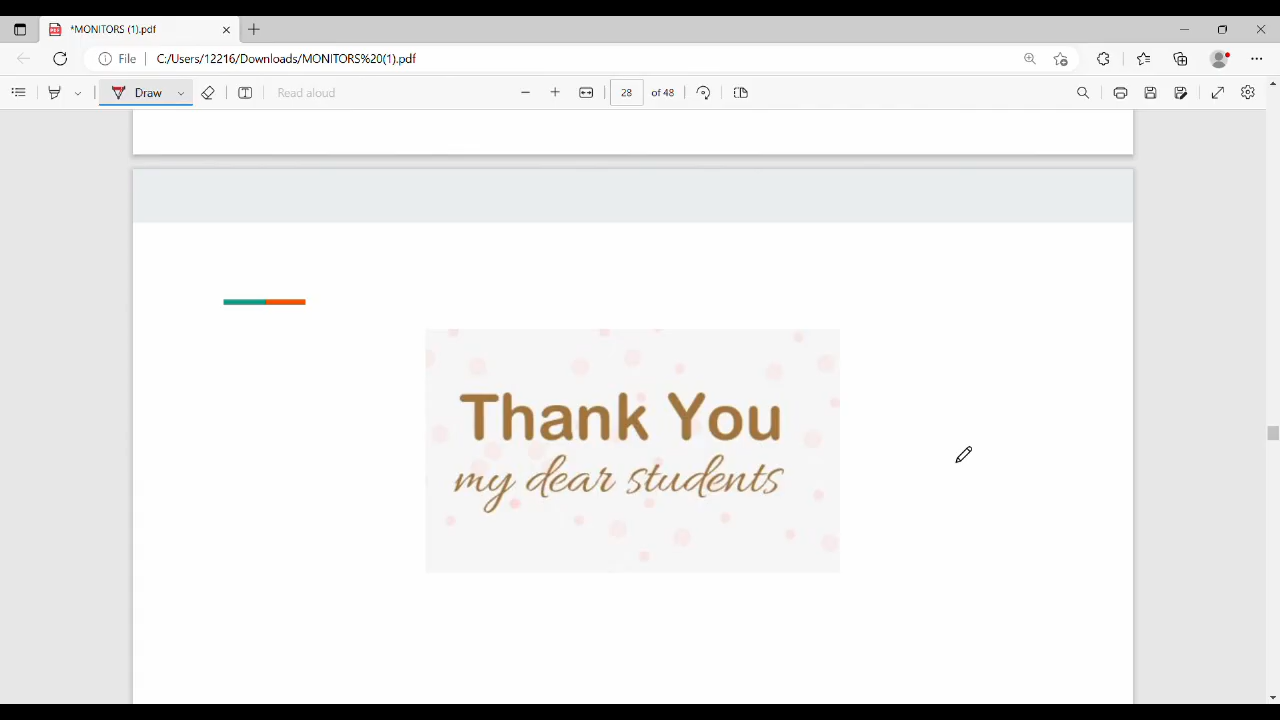 *MONITORS (1).pdf
File
C:/Users/12216/Downloads/MONITORS%20(1).pdf
Draw
Read aloud
28
of 48
Thank You
my dear students